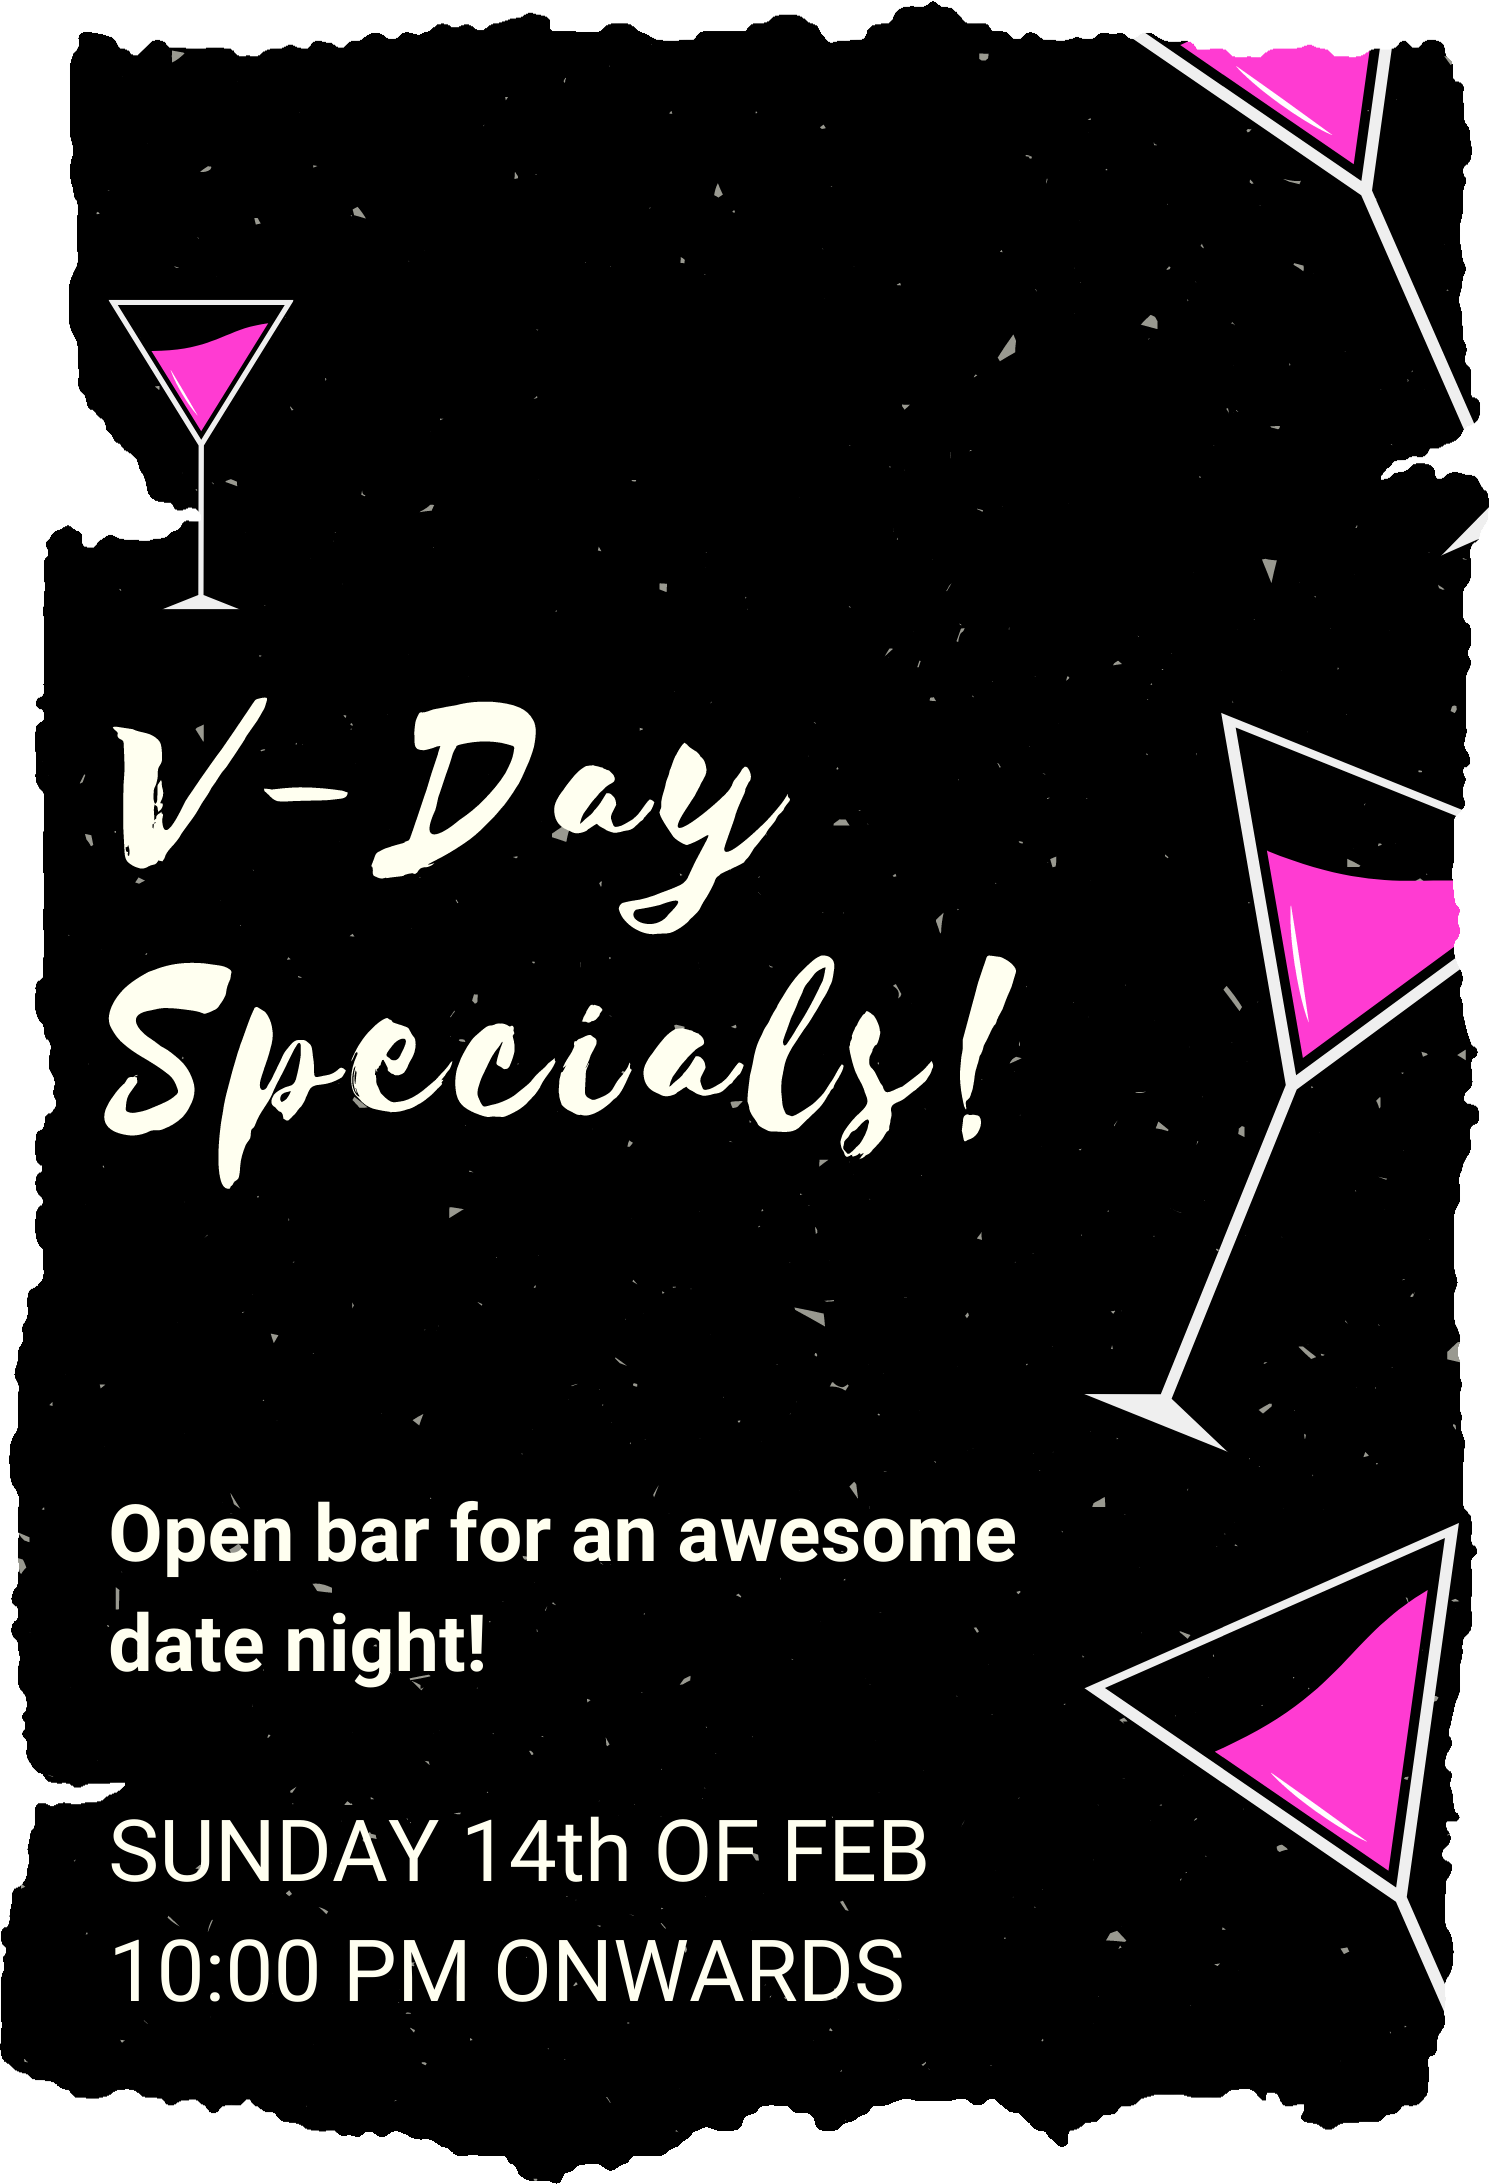 V-Day
Specials!
Open bar for an awesome
date night!
SUNDAY 14th OF FEB
10:00 PM ONWARDS